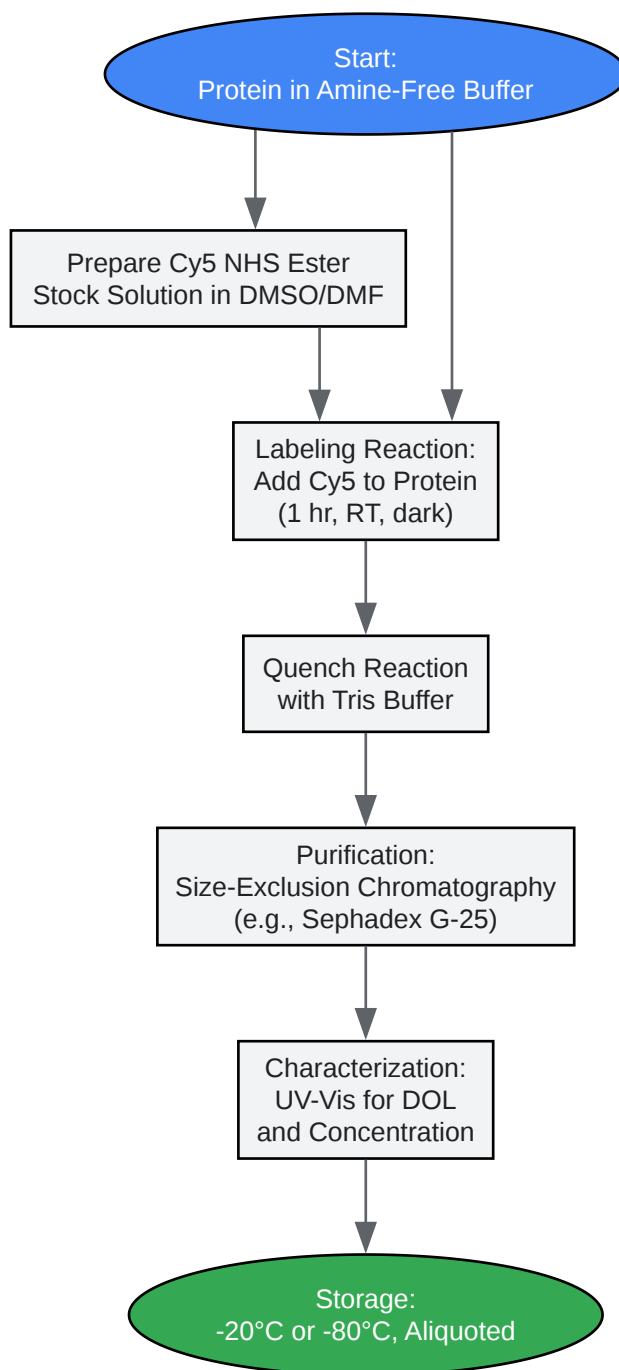 Start:
Protein in Amine-Free Buffer
Prepare Cy5 NHS Ester
Stock Solution in DMSO/DMF
Labeling Reaction:
Add Cy5 to Protein
(1 hr, RT, dark)
Quench Reaction
with Tris Buffer
Purification:
Size-Exclusion Chromatography
(e.g., Sephadex G-25)
Characterization:
UV-Vis for DOL
and Concentration
Storage:
-20°C or -80°C, Aliquoted